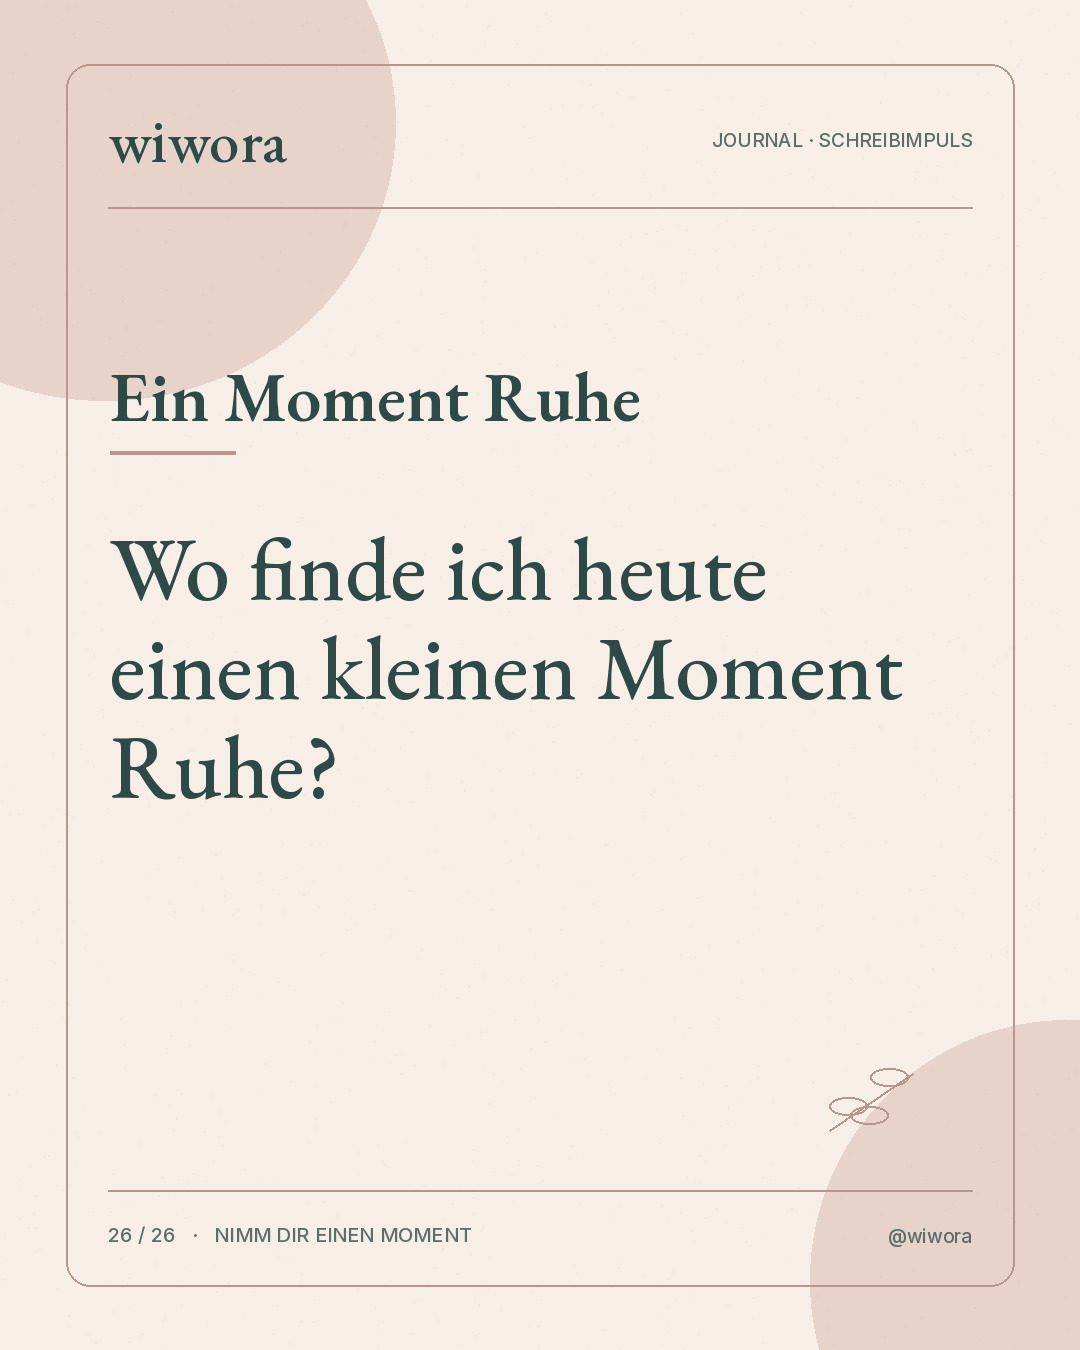 wiwora
JOURNAL · SCHREIBIMPULS
Ein Moment Ruhe
Wo finde ich heute
einen kleinen Moment
Ruhe?
26 / 26 · NIMM DIR EINEN MOMENT
@wiwora